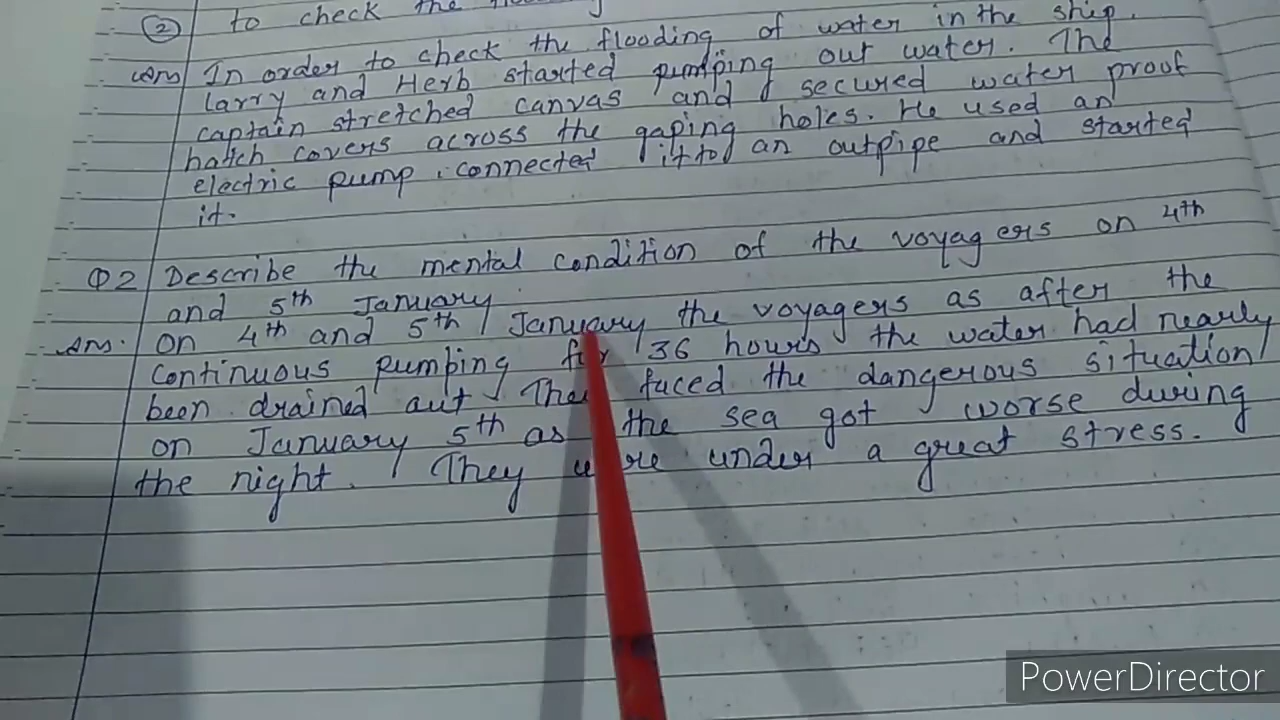 ② to check the
In order to check the flooding of water in the ship.
Ans Larry and Herb started pumping out water. The
captain stretched canvas and secured water proof
hatch covers across the gaping holes. He used an
electric pump, connected it to an outpipe and started
it.
Q2 Describe the mental condition of the voyagers on 4th
and 5th January.
Ans. On 4th and 5th January the voyagers as after the
continuous pumping for 36 hours the water had nearly
been drained out. They faced the dangerous situation
on January 5th as the sea got worse during
the night. They were under a great stress.
PowerDirector